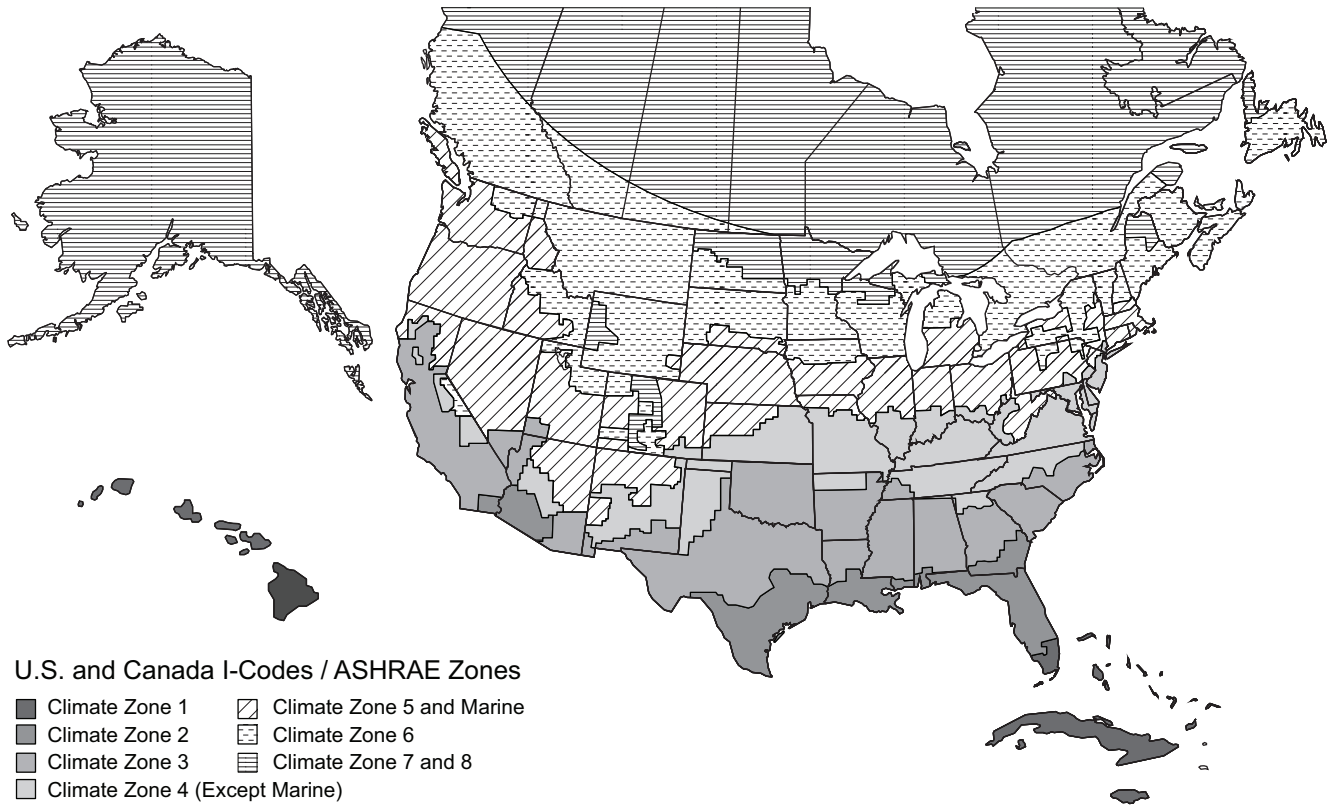 U.S. and Canada I-Codes / ASHRAE Zones
Climate Zone 1
Climate Zone 2
Climate Zone 3
Climate Zone 4 (Except Marine)
Climate Zone 5 and Marine
Climate Zone 6
Climate Zone 7 and 8